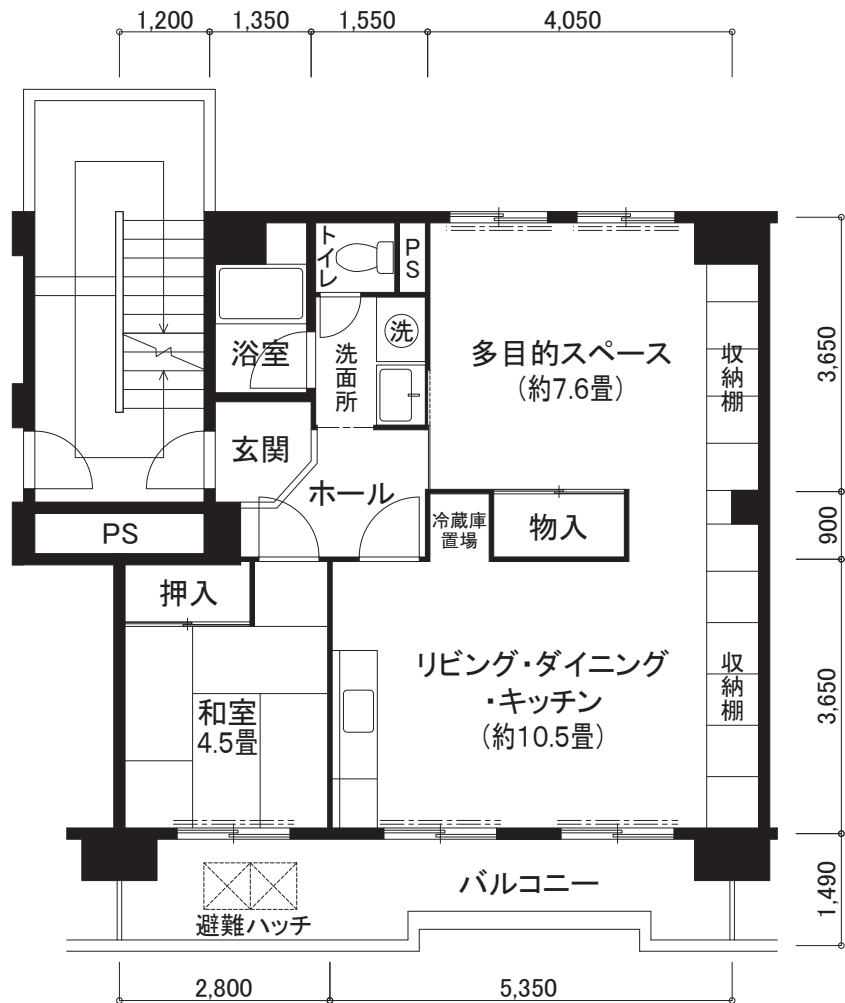 1,200
1,350
1,550
4,050
トイレ
PS
浴室
洗面所
洗
多目的スペース
(約7.6畳)
収納棚
3,650
玄関
ホール
PS
冷蔵庫
置場
物入
900
押入
和室
4.5畳
リビング・ダイニング
・キッチン
(約10.5畳)
収納棚
3,650
バルコニー
避難ハッチ
1,490
2,800
5,350